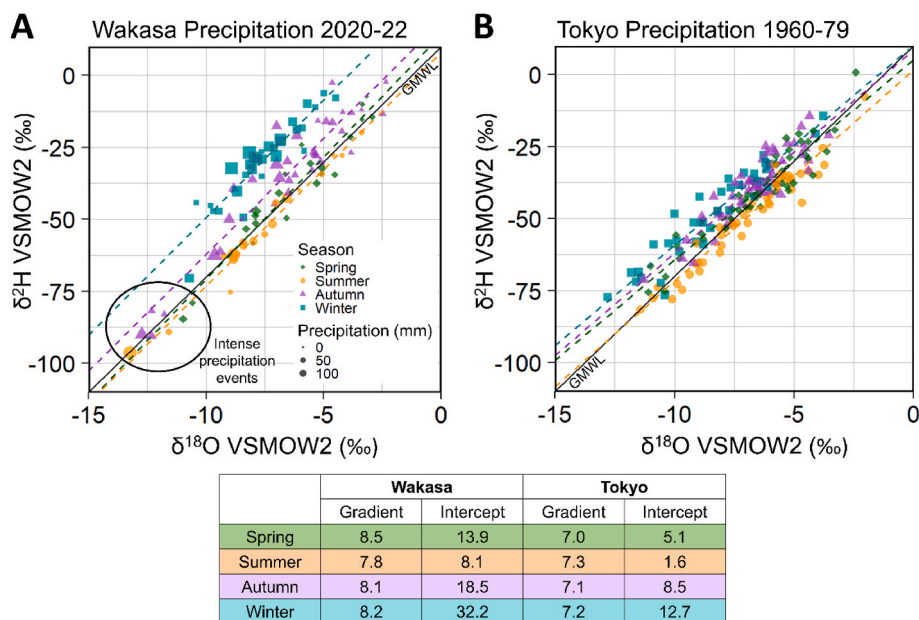 A Wakasa Precipitation 2020-22
δ²H VSMOW2 (‰)
0
-25
-50
-75
-100
GMWL
Season
Spring
Summer
Autumn
Winter
Precipitation (mm)
0
50
100
Intense
precipitation
events
-15 -10 -5 0
δ¹⁸O VSMOW2 (‰)
B Tokyo Precipitation 1960-79
δ²H VSMOW2 (‰)
0
-25
-50
-75
-100
GMWL
-15 -10 -5 0
δ¹⁸O VSMOW2 (‰)
Wakasa Tokyo
Gradient Intercept Gradient Intercept
Spring 8.5 13.9 7.0 5.1
Summer 7.8 8.1 7.3 1.6
Autumn 8.1 18.5 7.1 8.5
Winter 8.2 32.2 7.2 12.7